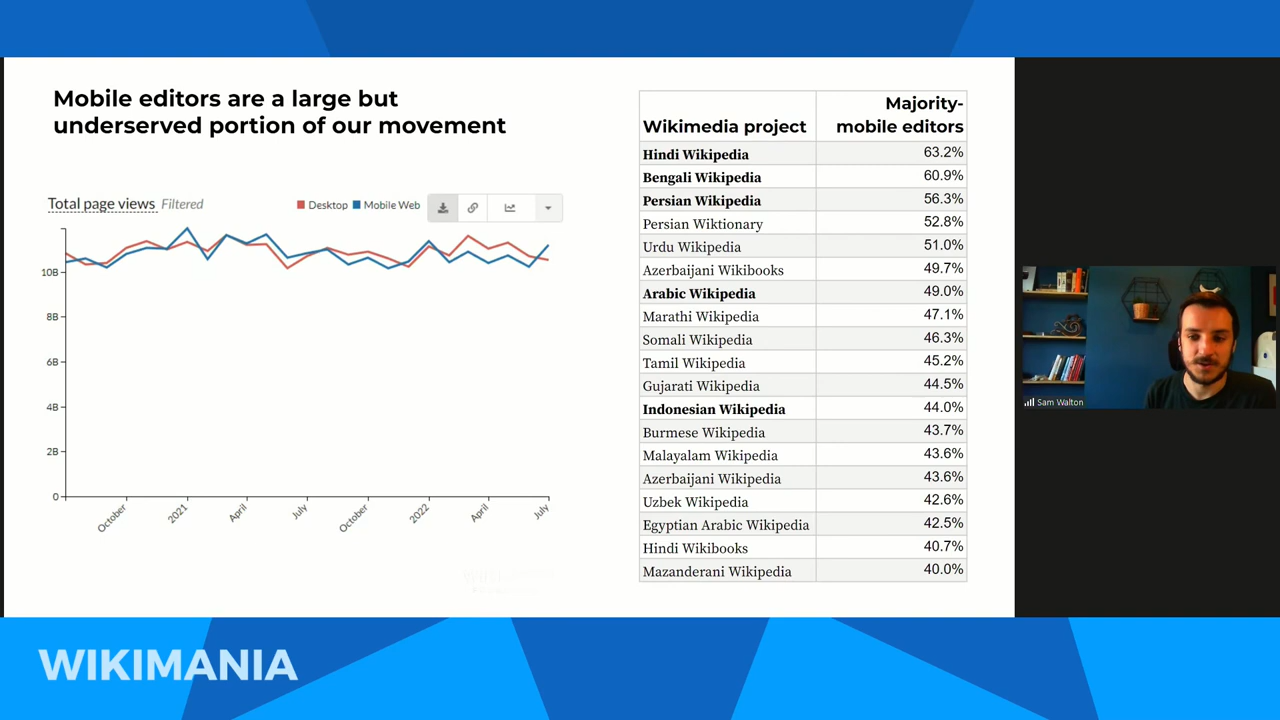 Mobile editors are a large but
underserved portion of our movement
Total page views Filtered
Desktop Mobile Web
10B
8B
6B
4B
2B
0
October
2021
April
July
October
2022
April
July
Wikimedia project Majority-mobile editors
Hindi Wikipedia 63.2%
Bengali Wikipedia 60.9%
Persian Wikipedia 56.3%
Persian Wiktionary 52.8%
Urdu Wikipedia 51.0%
Azerbaijani Wikibooks 49.7%
Arabic Wikipedia 49.0%
Marathi Wikipedia 47.1%
Somali Wikipedia 46.3%
Tamil Wikipedia 45.2%
Gujarati Wikipedia 44.5%
Indonesian Wikipedia 44.0%
Burmese Wikipedia 43.7%
Malayalam Wikipedia 43.6%
Azerbaijani Wikipedia 43.6%
Uzbek Wikipedia 42.6%
Egyptian Arabic Wikipedia 42.5%
Hindi Wikibooks 40.7%
Mazanderani Wikipedia 40.0%
Sam Walton
WIKIMANIA